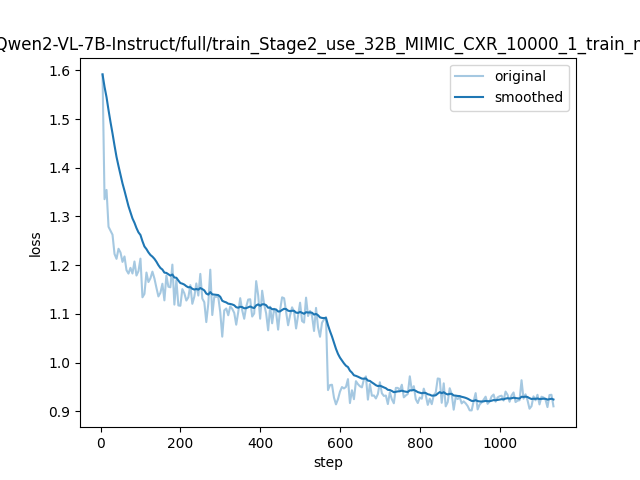 Qwen2-VL-7B-Instruct/full/train_Stage2_use_32B_MIMIC_CXR_10000_1_train_r
original
smoothed
1.6
1.5
1.4
1.3
1.2
1.1
1.0
0.9
loss
0
200
400
600
800
1000
step